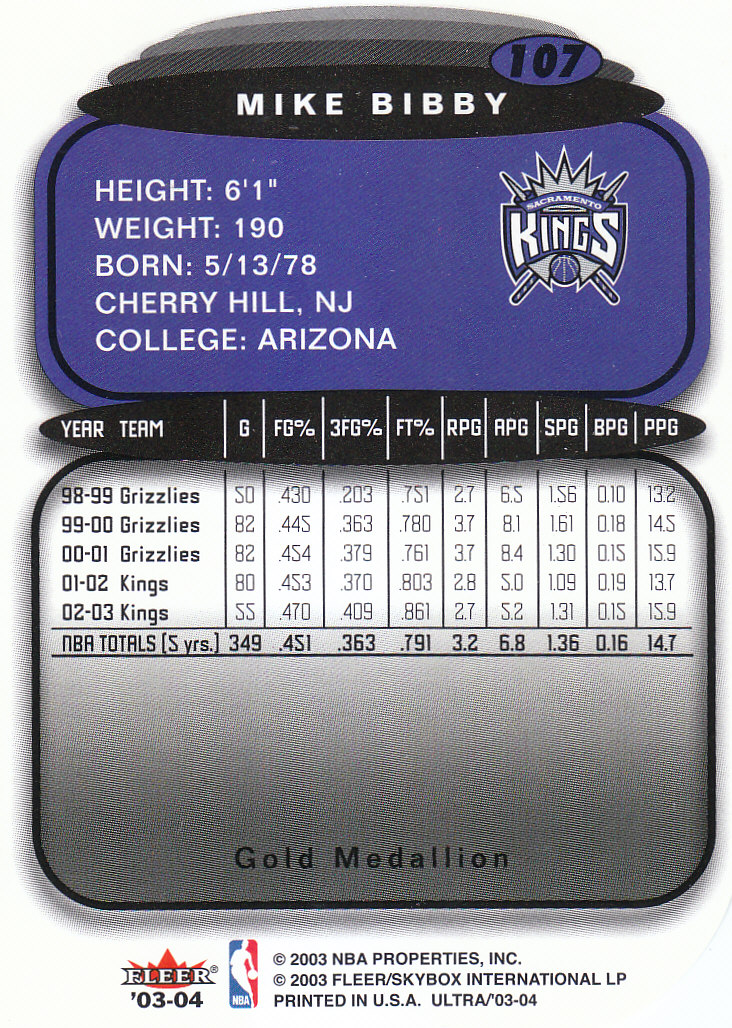 107
MIKE BIBBY
HEIGHT: 6'1"
WEIGHT: 190
BORN: 5/13/78
CHERRY HILL, NJ
COLLEGE: ARIZONA
SACRAMENTO
KINGS
YEAR TEAM G FG% 3FG% FT% RPG APG SPG BPG PPG
98-99 Grizzlies 50 .430 .203 .751 2.7 6.5 1.56 0.10 13.2
99-00 Grizzlies 82 .445 .363 .780 3.7 8.1 1.61 0.18 14.5
00-01 Grizzlies 82 .454 .379 .761 3.7 8.4 1.30 0.15 15.9
01-02 Kings 80 .453 .370 .803 2.8 5.0 1.09 0.19 13.7
02-03 Kings 55 .470 .409 .861 2.7 5.2 1.31 0.15 15.9
NBA TOTALS (5 yrs.) 349 .451 .363 .791 3.2 6.8 1.36 0.16 14.7
Gold Medallion
FLEER®
'03-04
NBA
© 2003 NBA PROPERTIES, INC.
© 2003 FLEER/SKYBOX INTERNATIONAL LP
PRINTED IN U.S.A. ULTRA/'03-04